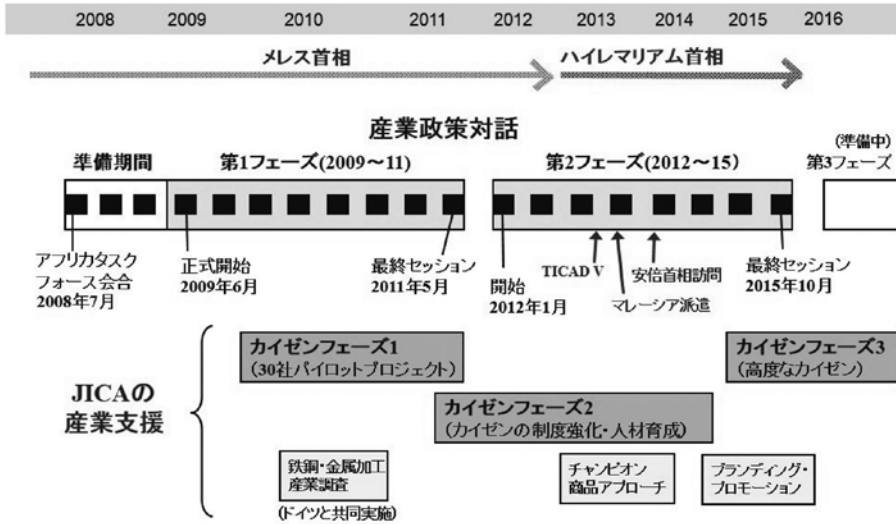 2008 2009 2010 2011 2012 2013 2014 2015 2016
メレス首相 ハイレマリアム首相
産業政策対話
準備期間 第1フェーズ(2009～11) 第2フェーズ(2012～15)
(準備中)
第3フェーズ
アフリカタスク
フォース会合
2008年7月
正式開始
2009年6月
最終セッション
2011年5月
開始
2012年1月
TICAD V
マレーシア派遣
安倍首相訪問
最終セッション
2015年10月
JICAの
産業支援
カイゼンフェーズ1
(30社パイロットプロジェクト)
カイゼンフェーズ2
(カイゼンの制度強化・人材育成)
カイゼンフェーズ3
(高度なカイゼン)
鉄鋼・金属加工
産業調査
(ドイツと共同実施)
チャンピオン
商品アプローチ
ブランディング・
プロモーション